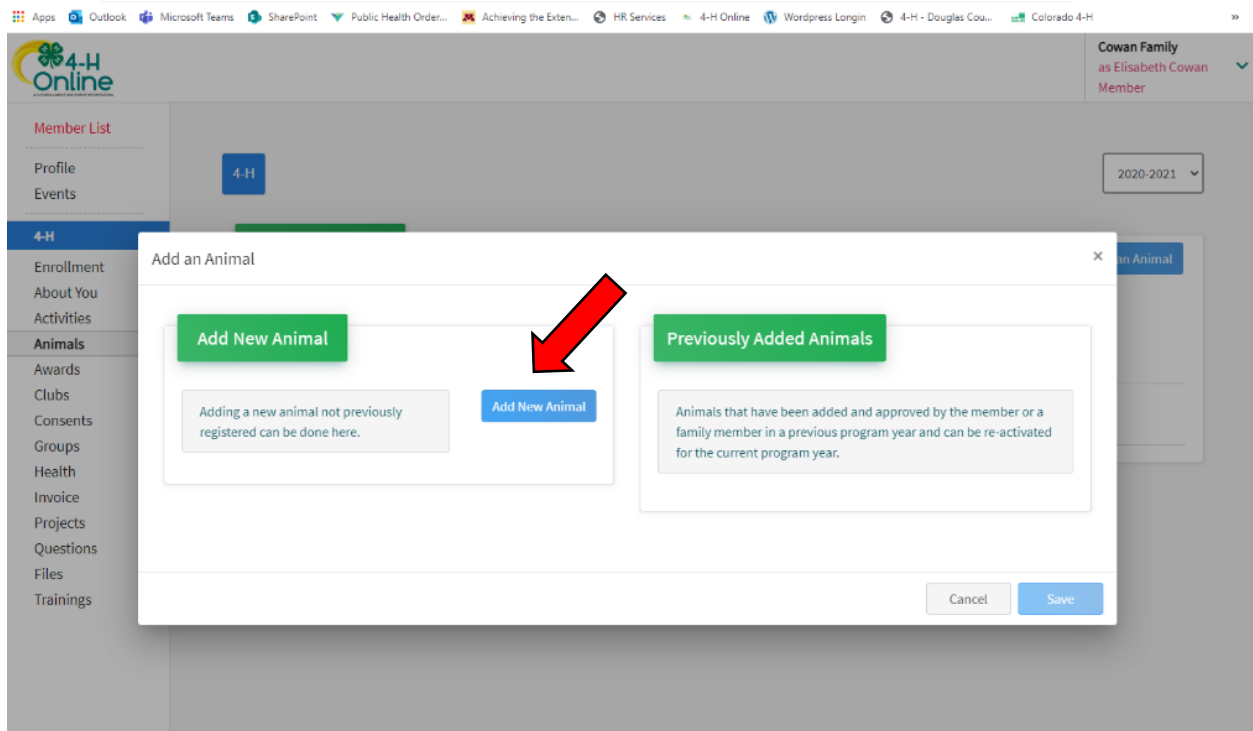 Apps Outlook Microsoft Teams SharePoint Public Health Order... Achieving the Exten... HR Services 4-H Online Wordpress Longin 4-H - Douglas Cou... Colorado 4-H »
4-H
Online
Cowan Family
as Elisabeth Cowan
Member
Member List
Profile
Events
4-H
Enrollment
About You
Activities
Animals
Awards
Clubs
Consents
Groups
Health
Invoice
Projects
Questions
Files
Trainings
4-H
2020-2021
an Animal
Add an Animal ×
Add New Animal
Adding a new animal not previously
registered can be done here.
Add New Animal
Previously Added Animals
Animals that have been added and approved by the member or a
family member in a previous program year and can be re-activated
for the current program year.
Cancel Save